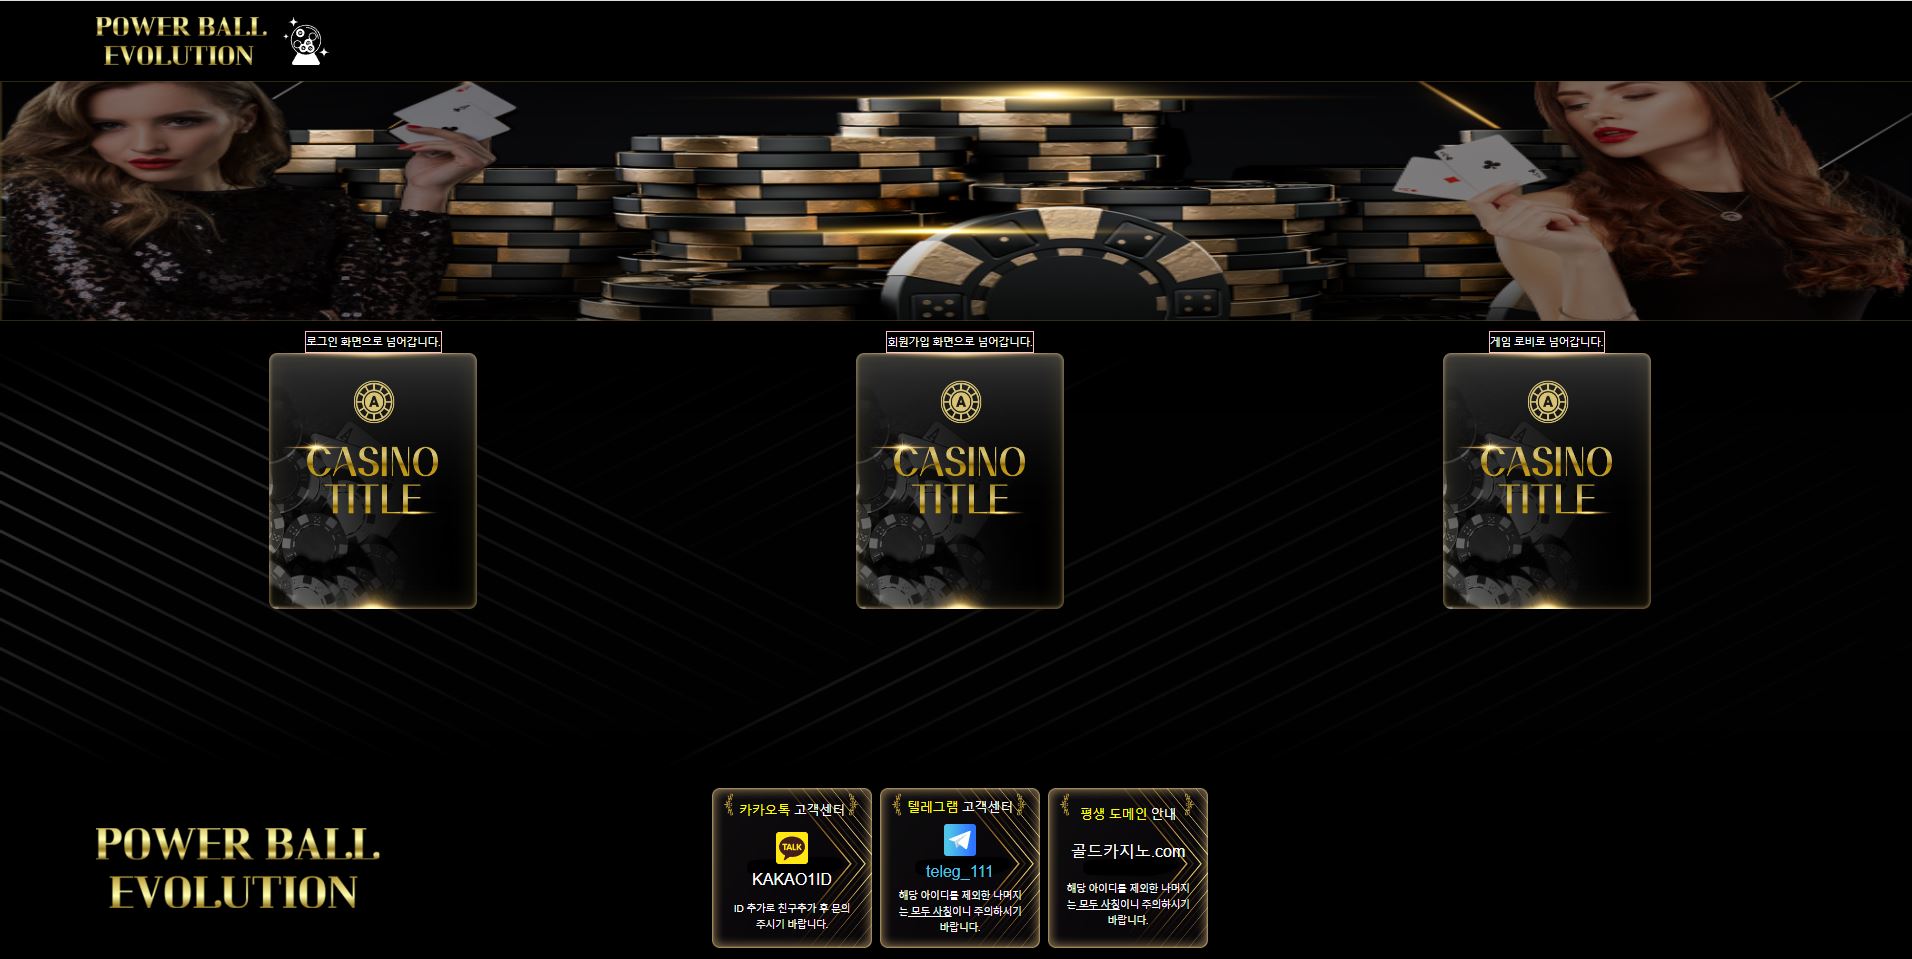 POWER BALL
EVOLUTION
로그인 화면으로 넘어갑니다.
회원가입 화면으로 넘어갑니다.
게임 로비로 넘어갑니다.
A
CASINO
TITLE
A
CASINO
TITLE
A
CASINO
TITLE
POWER BALL
EVOLUTION
카카오톡 고객센터
TALK
KAKAO1ID
ID 추가로 친구추가 후 문의
주시기 바랍니다.
텔레그램 고객센터
teleg_111
해당 아이디를 제외한 나머지
는 모두 사칭이니 주의하시기
바랍니다.
평생 도메인 안내
골드카지노.com
해당 아이디를 제외한 나머지
는 모두 사칭이니 주의하시기
바랍니다.